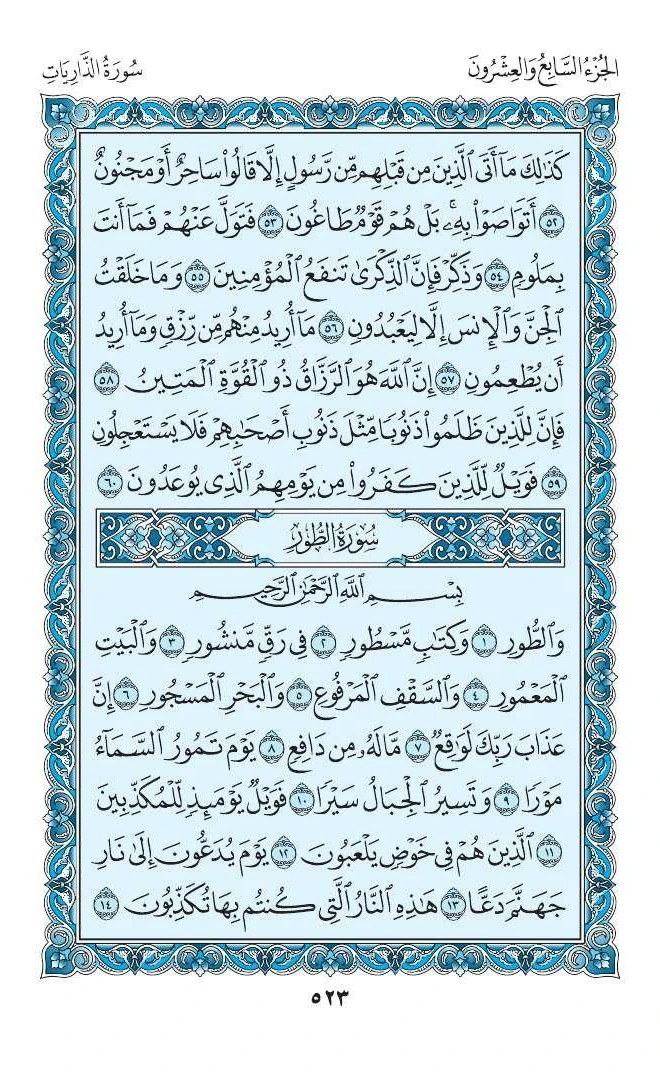 الجُزْءُ السَّابِعُ وَالعِشْرُونَ
سُورَةُ الذَّارِيَاتِ
كَذَٰلِكَ مَآ أَتَى ٱلَّذِينَ مِن قَبْلِهِم مِّن رَّسُولٍ إِلَّا قَالُوا۟ سَاحِرٌ أَوْ مَجْنُونٌ
٥٢ أَتَوَاصَوْا۟ بِهِۦ ۚ بَلْ هُمْ قَوْمٌ طَاغُونَ ٥٣ فَتَوَلَّ عَنْهُمْ فَمَآ أَنتَ
بِمَلُومٍ ٥٤ وَذَكِّرْ فَإِنَّ ٱلذِّكْرَىٰ تَنفَعُ ٱلْمُؤْمِنِينَ ٥٥ وَمَا خَلَقْتُ
ٱلْجِنَّ وَٱلْإِنسَ إِلَّا لِيَعْبُدُونِ ٥٦ مَآ أُرِيدُ مِنْهُم مِّن رِّزْقٍ وَمَآ أُرِيدُ
أَن يُطْعِمُونِ ٥٧ إِنَّ ٱللَّهَ هُوَ ٱلرَّزَّاقُ ذُو ٱلْقُوَّةِ ٱلْمَتِينُ ٥٨
فَإِنَّ لِلَّذِينَ ظَلَمُوا۟ ذَنُوبًا مِّثْلَ ذَنُوبِ أَصْحَٰبِهِمْ فَلَا يَسْتَعْجِلُونِ
٥٩ فَوَيْلٌ لِّلَّذِينَ كَفَرُوا۟ مِن يَوْمِهِمُ ٱلَّذِى يُوعَدُونَ ٦٠
سُورَةُ الطُّورِ
بِسْمِ ٱللَّهِ ٱلرَّحْمَٰنِ ٱلرَّحِيمِ
وَٱلطُّورِ ١ وَكِتَٰبٍ مَّسْطُورٍ ٢ فِى رَقٍّ مَّنشُورٍ ٣ وَٱلْبَيْتِ
ٱلْمَعْمُورِ ٤ وَٱلسَّقْفِ ٱلْمَرْفُوعِ ٥ وَٱلْبَحْرِ ٱلْمَسْجُورِ ٦ إِنَّ
عَذَابَ رَبِّكَ لَوَٰقِعٌ ٧ مَّا لَهُۥ مِن دَافِعٍ ٨ يَوْمَ تَمُورُ ٱلسَّمَآءُ
مَوْرًا ٩ وَتَسِيرُ ٱلْجِبَالُ سَيْرًا ١٠ فَوَيْلٌ يَوْمَئِذٍ لِّلْمُكَذِّبِينَ
١١ ٱلَّذِينَ هُمْ فِى خَوْضٍ يَلْعَبُونَ ١٢ يَوْمَ يُدَعُّونَ إِلَىٰ نَارِ
جَهَنَّمَ دَعًّا ١٣ هَٰذِهِ ٱلنَّارُ ٱلَّتِى كُنتُم بِهَا تُكَذِّبُونَ ١٤
٥٢٣